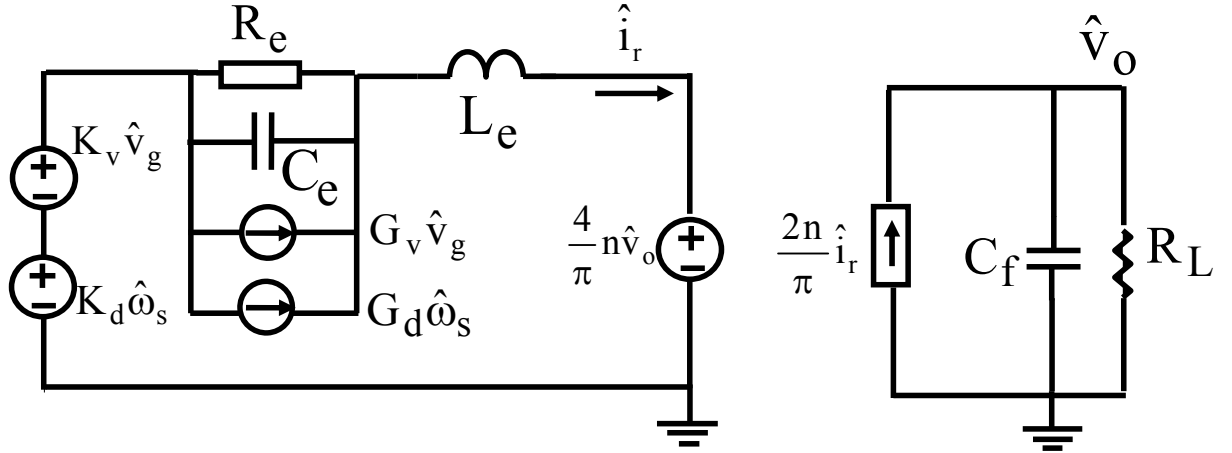 R_e
î_r
v̂_o
L_e
K_v v̂_g
C_e
G_v v̂_g
4/π n v̂_o
2n/π î_r
C_f
R_L
K_d ω̂_s
G_d ω̂_s